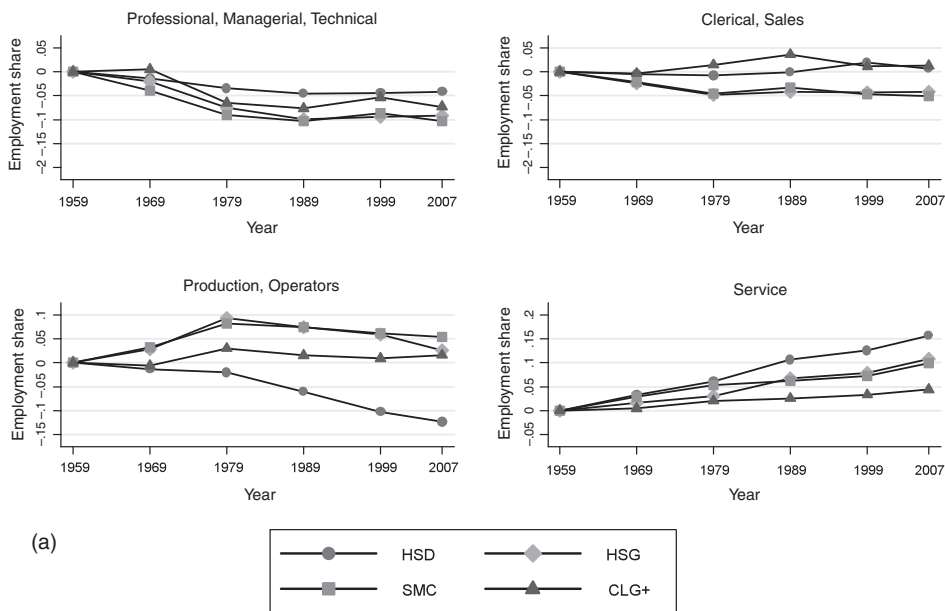 Professional, Managerial, Technical
Employment share
.05
0
-.05
-.1
-.15
-2
1959 1969 1979 1989 1999 2007
Year
Clerical, Sales
Employment share
.05
0
-.05
-.1
-.15
-2
1959 1969 1979 1989 1999 2007
Year
Production, Operators
Employment share
.1
.05
0
-.05
-.1
-.15
1959 1969 1979 1989 1999 2007
Year
Service
Employment share
.2
.15
.1
.05
0
-.05
1959 1969 1979 1989 1999 2007
Year
(a)
HSD HSG
SMC CLG+